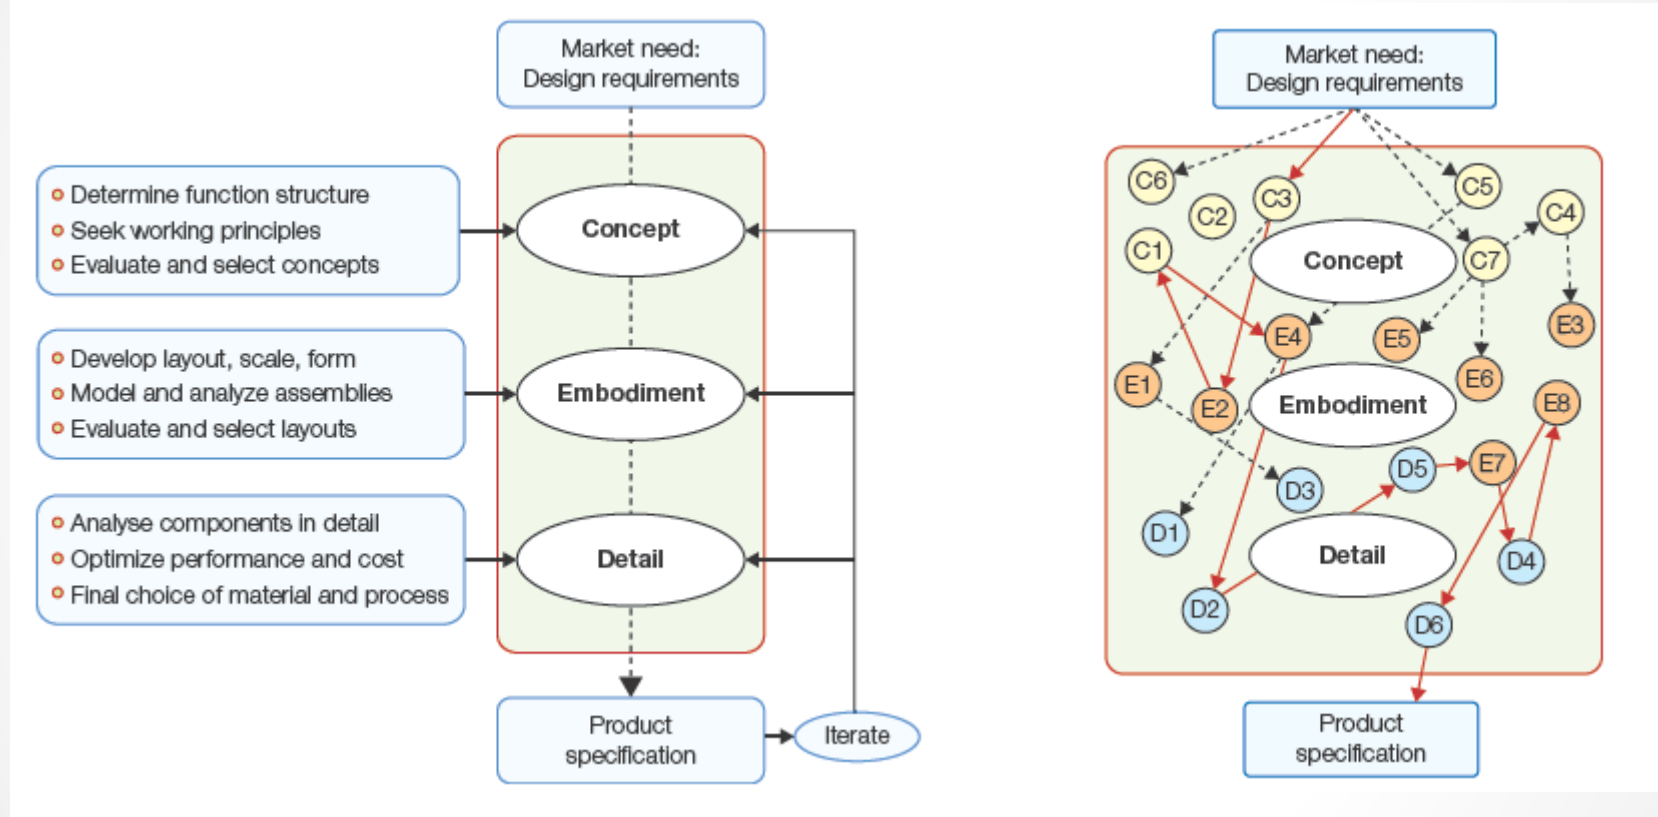 Market need:
Design requirements
Determine function structure
Seek working principles
Evaluate and select concepts
Concept
Develop layout, scale, form
Model and analyze assemblies
Evaluate and select layouts
Embodiment
Analyse components in detail
Optimize performance and cost
Final choice of material and process
Detail
Product
specification
Iterate
Market need:
Design requirements
C6
C3
C5
C2
C4
C1
C7
Concept
E4
E5
E3
E1
E6
E2
Embodiment
E8
D5
E7
D3
D1
Detail
D4
D2
D6
Product
specification